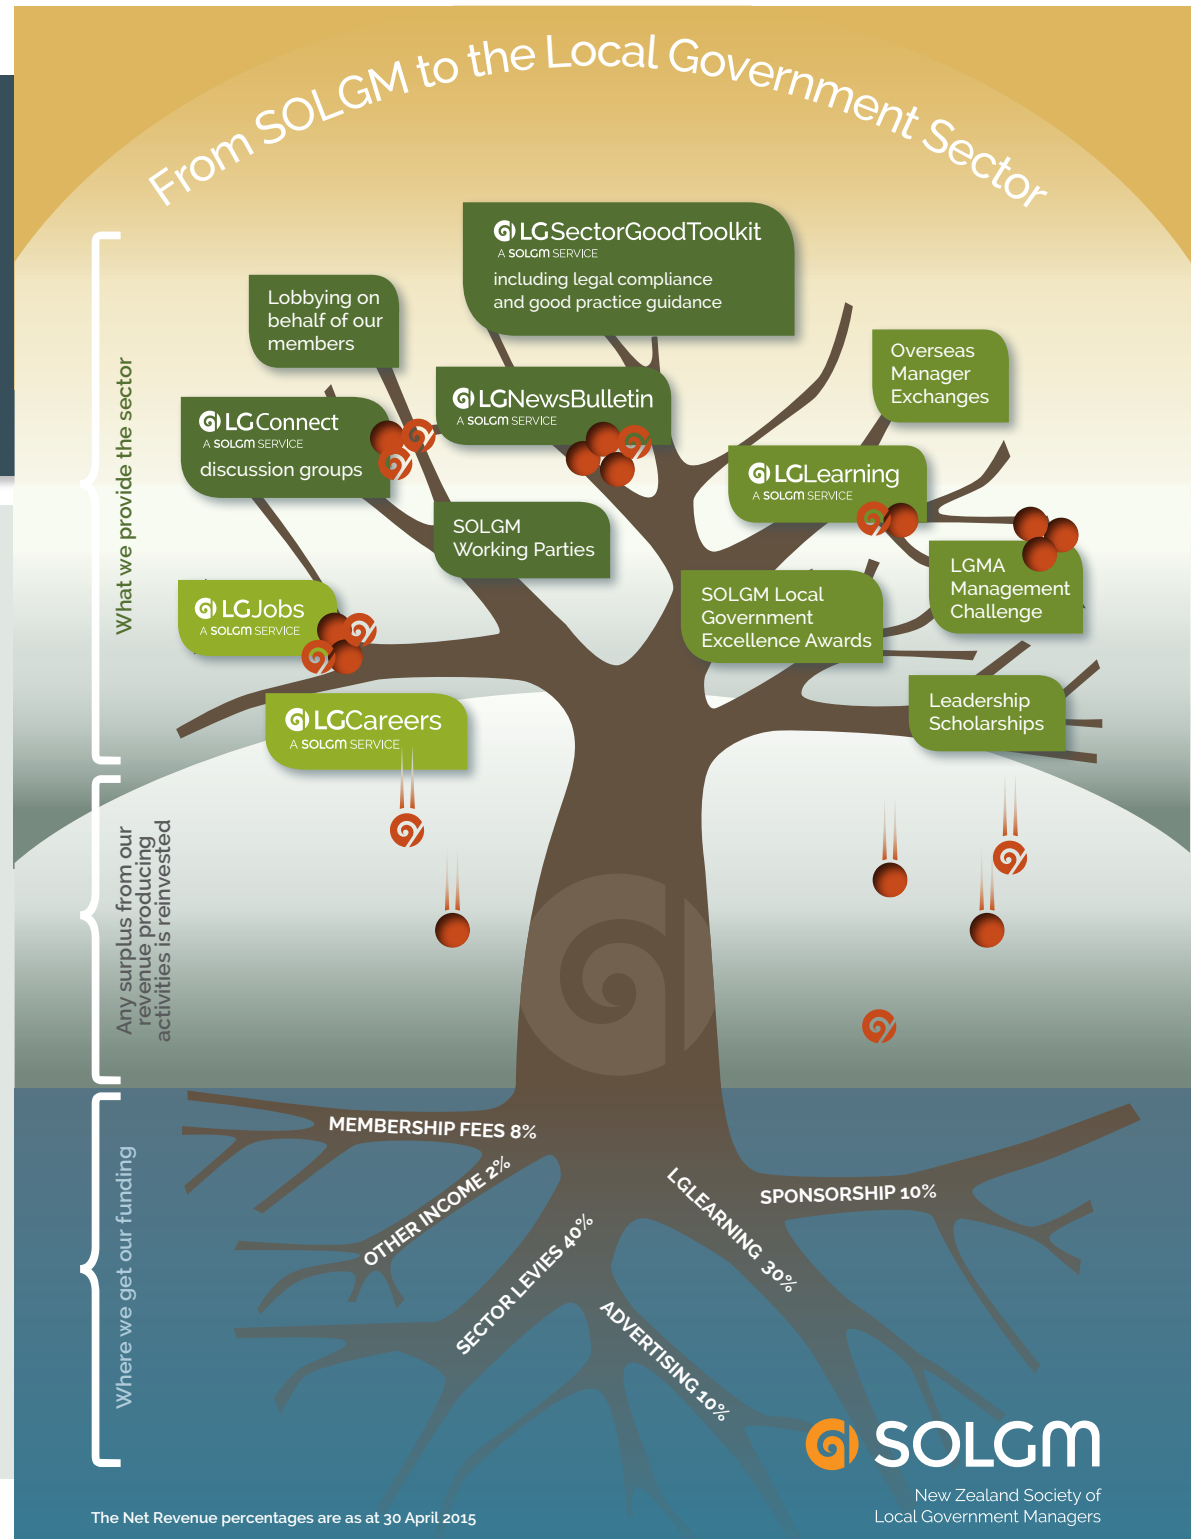 From SOLGM to the Local Government Sector
LGSectorGoodToolkit
A SOLGM SERVICE
including legal compliance
and good practice guidance
Lobbying on
behalf of our
members
Overseas
Manager
Exchanges
LGNewsBulletin
A SOLGM SERVICE
LGConnect
A SOLGM SERVICE
discussion groups
LGLearning
A SOLGM SERVICE
SOLGM
Working Parties
LGMA
Management
Challenge
SOLGM Local
Government
Excellence Awards
LGJobs
A SOLGM SERVICE
Leadership
Scholarships
LGCareers
A SOLGM SERVICE
What we provide the sector
Any surplus from our
revenue producing
activities is reinvested
Where we get our funding
MEMBERSHIP FEES 8%
OTHER INCOME 2%
SECTOR LEVIES 40%
ADVERTISING 10%
LGLEARNING 30%
SPONSORSHIP 10%
SOLGM
New Zealand Society of
Local Government Managers
The Net Revenue percentages are as at 30 April 2015